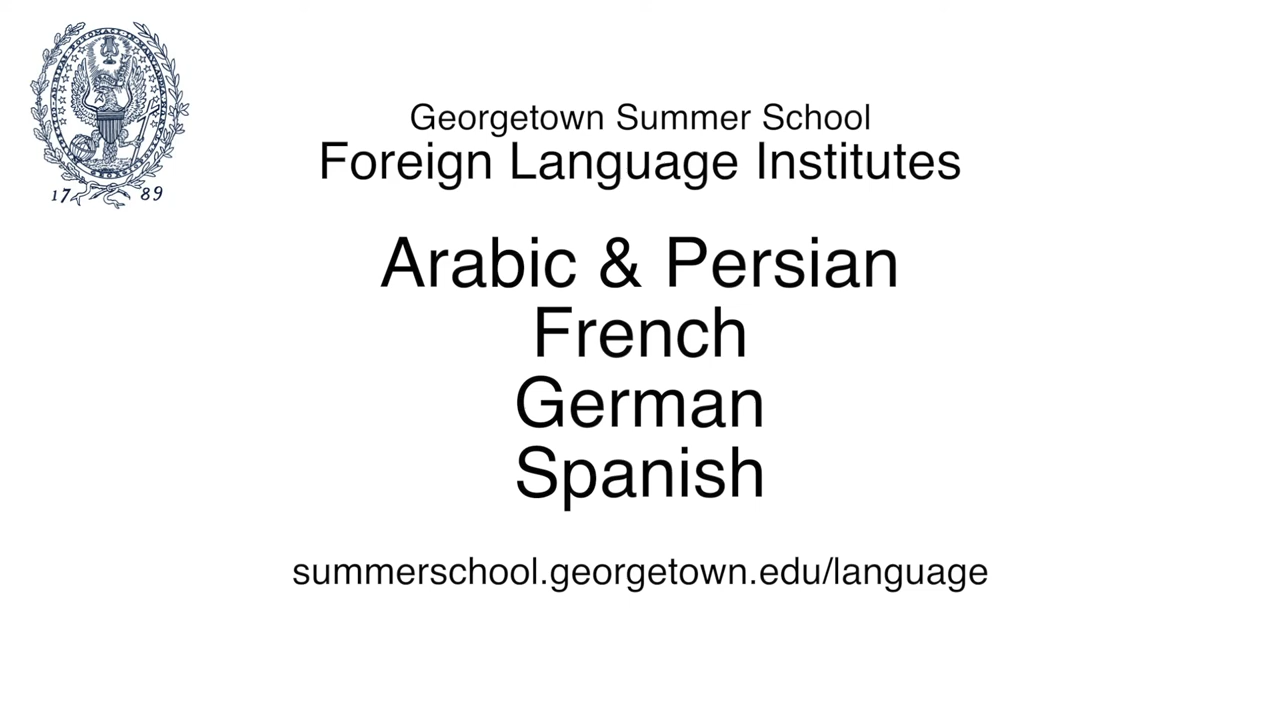 17 89
Georgetown Summer School
Foreign Language Institutes
Arabic & Persian
French
German
Spanish
summerschool.georgetown.edu/language